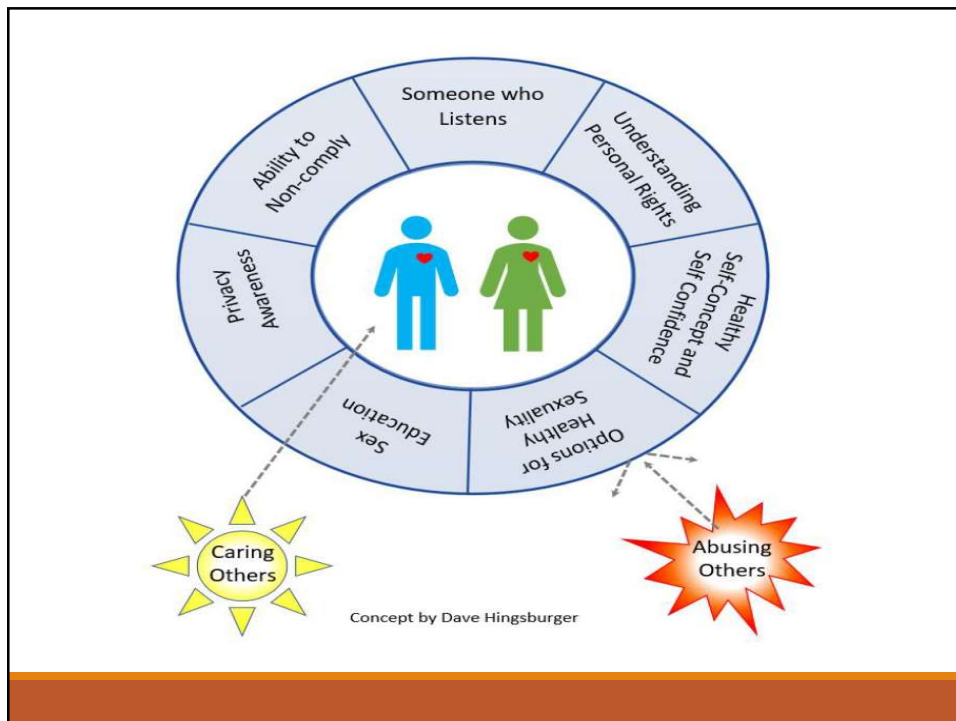 Someone who
Listens
Understanding
Personal Rights
Healthy
Self-Concept and
Self Confidence
Options for
Healthy
Sexuality
Sex
Education
Privacy
Awareness
Ability to
Non-comply
Caring
Others
Abusing
Others
Concept by Dave Hingsburger